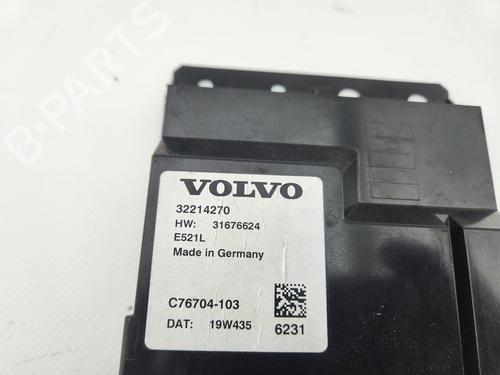 B-PARTS
VOLVO
32214270
HW: 31676624
E521L
Made in Germany
C76704-103
DAT: 19W435
6231